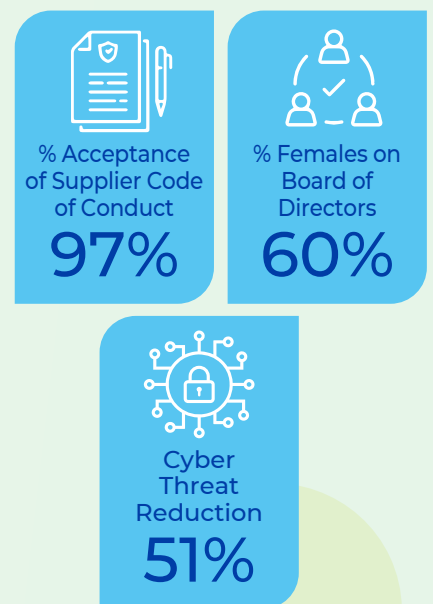 % Acceptance
of Supplier Code
of Conduct
97%
% Females on
Board of
Directors
60%
Cyber
Threat
Reduction
51%